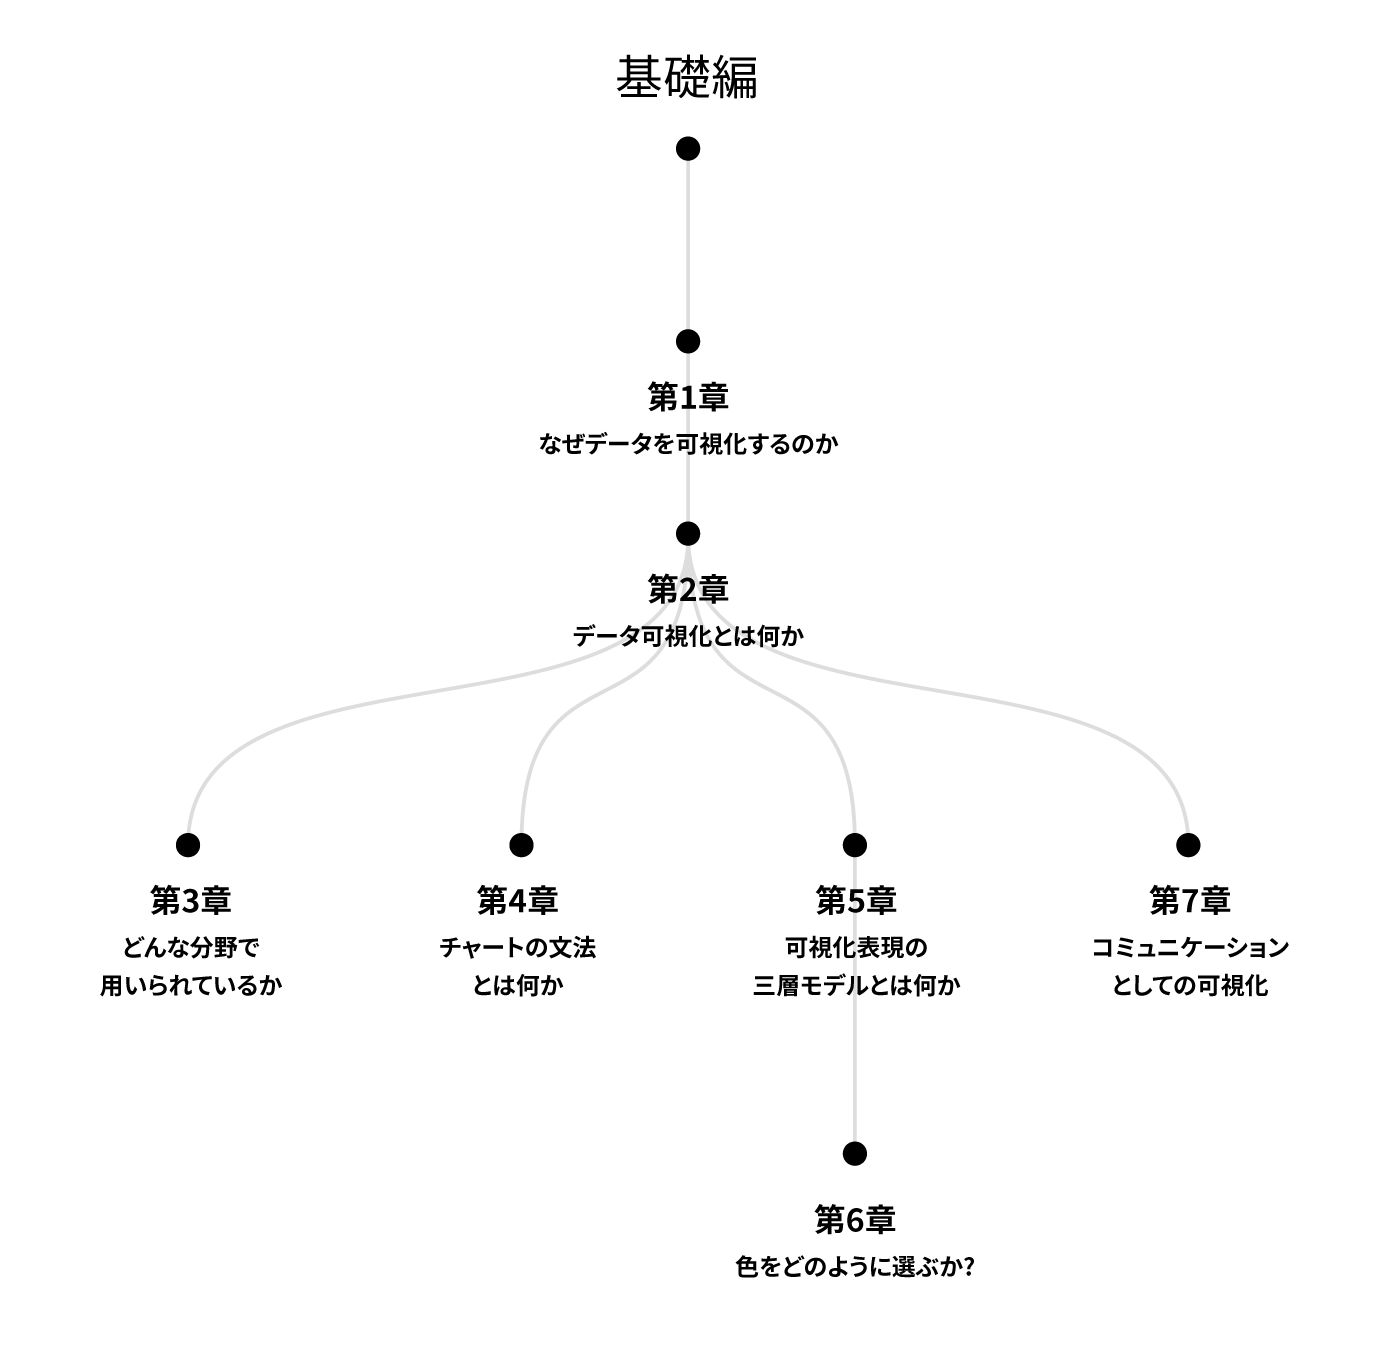 基礎編
第1章
なぜデータを可視化するのか
第2章
データ可視化とは何か
第3章
どんな分野で
用いられているか
第4章
チャートの文法
とは何か
第5章
可視化表現の
三層モデルとは何か
第7章
コミュニケーション
としての可視化
第6章
色をどのように選ぶか?